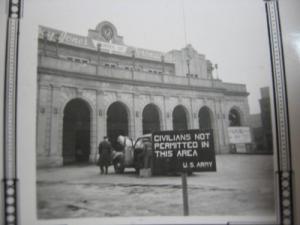 CIVILIANS NOT
PERMITTED IN
THIS AREA
U.S. ARMY